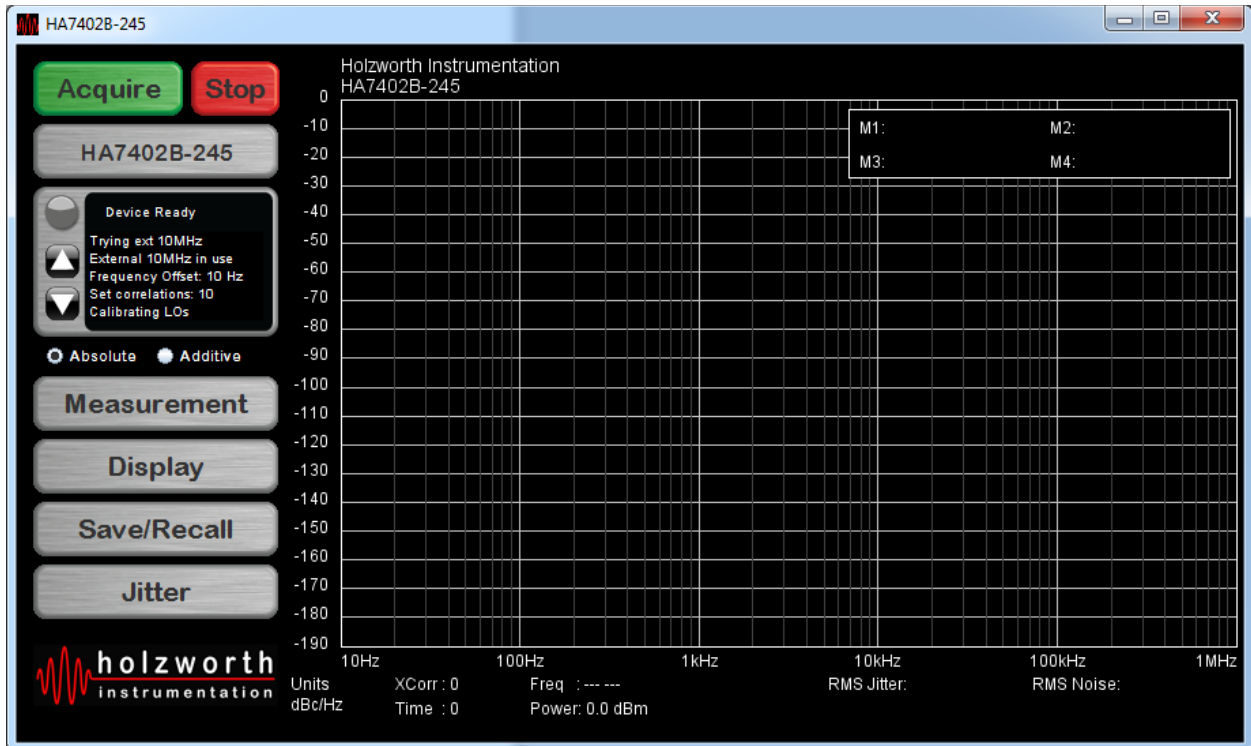 HA7402B-245
Acquire
Stop
HA7402B-245
Device Ready
Trying ext 10MHz
External 10MHz in use
Frequency Offset: 10 Hz
Set correlations: 10
Calibrating LOs
Absolute
Additive
Measurement
Display
Save/Recall
Jitter
holzworth
instrumentation
Holzworth Instrumentation
HA7402B-245
M1:
M2:
M3:
M4:
0
-10
-20
-30
-40
-50
-60
-70
-80
-90
-100
-110
-120
-130
-140
-150
-160
-170
-180
-190
10Hz
100Hz
1kHz
10kHz
100kHz
1MHz
Units
dBc/Hz
XCorr : 0
Time : 0
Freq : --- ---
Power: 0.0 dBm
RMS Jitter:
RMS Noise: